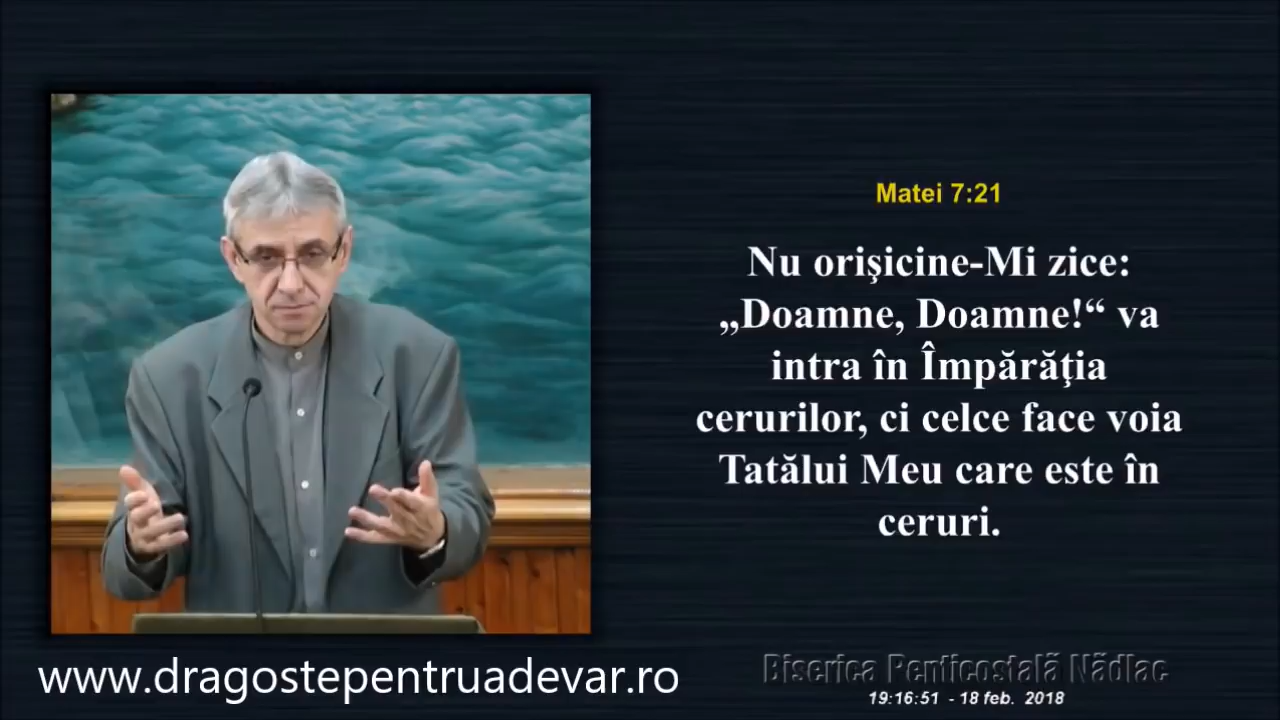 Matei 7:21
Nu orişicine-Mi zice:
„Doamne, Doamne!“ va
intra în Împărăţia
cerurilor, ci celce face voia
Tatălui Meu care este în
ceruri.
www.dragostepentruadevar.ro
Biserica Penticostală Nădlac
19:16:51 - 18 feb. 2018